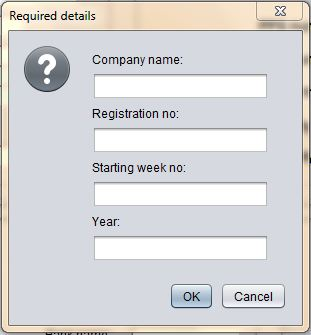 Required details
Company name:
Registration no:
Starting week no:
Year:
OK Cancel